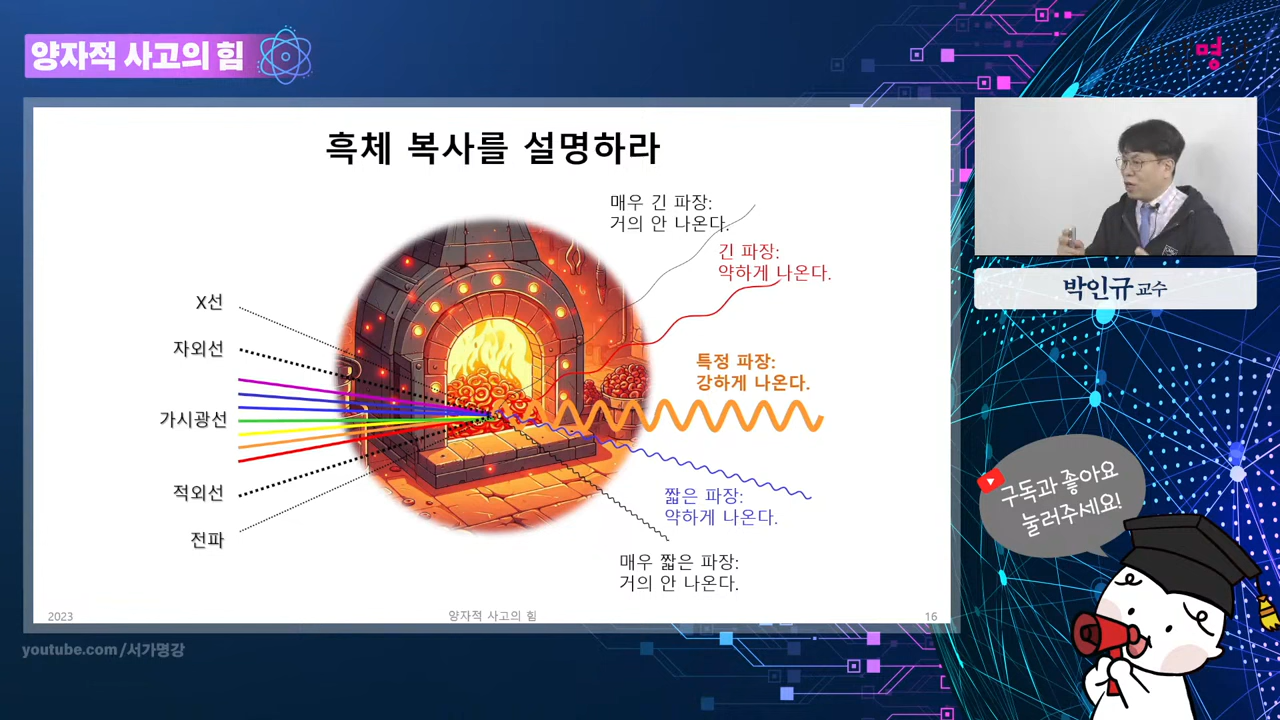 양자적 사고의 힘
명
흑체 복사를 설명하라
매우 긴 파장:
거의 안 나온다.
긴 파장:
약하게 나온다.
X선
자외선
특정 파장:
강하게 나온다.
가시광선
적외선
짧은 파장:
약하게 나온다.
전파
매우 짧은 파장:
거의 안 나온다.
2023
양자적 사고의 힘
16
박인규 교수
구독과 좋아요
눌러주세요!
youtube.com/서가명강